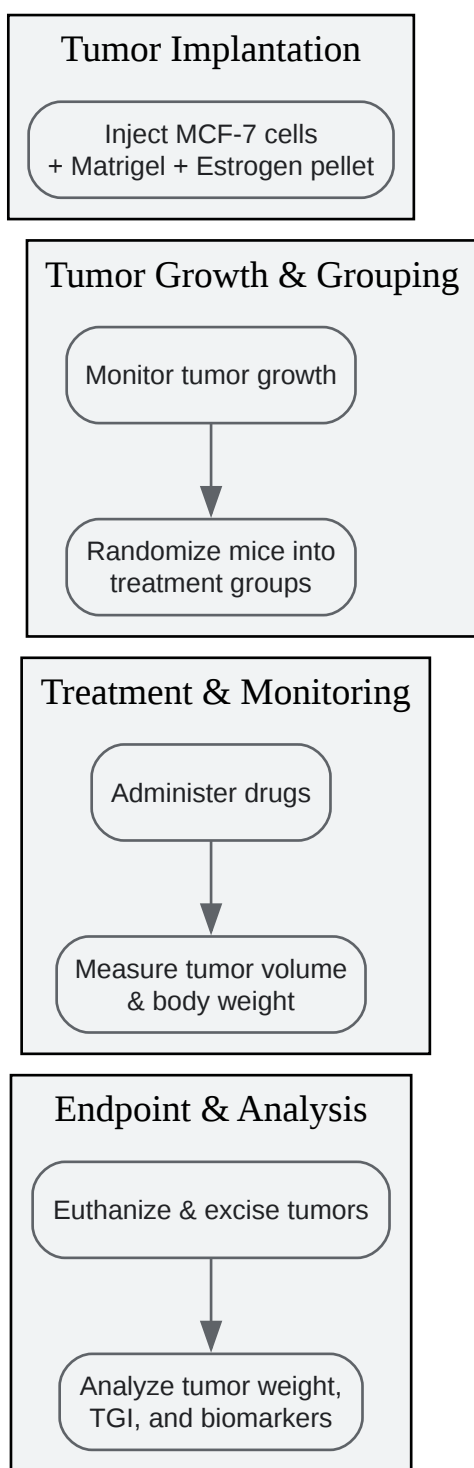 Tumor Implantation
Inject MCF-7 cells
+ Matrigel + Estrogen pellet
Tumor Growth & Grouping
Monitor tumor growth
Randomize mice into
treatment groups
Treatment & Monitoring
Administer drugs
Measure tumor volume
& body weight
Endpoint & Analysis
Euthanize & excise tumors
Analyze tumor weight,
TGI, and biomarkers